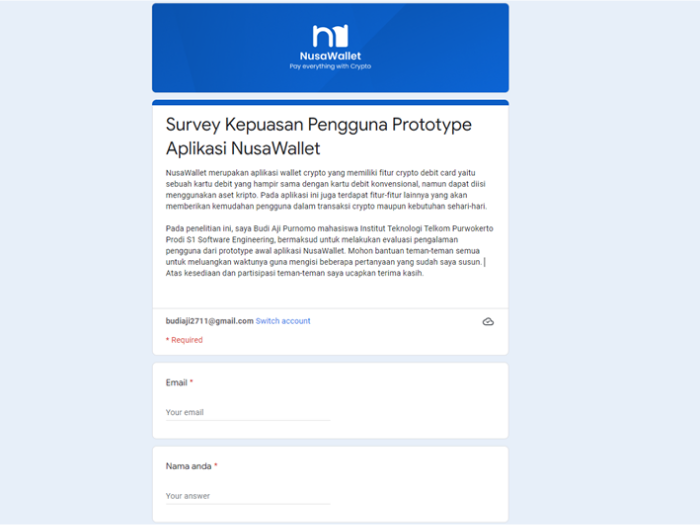 NusaWallet
Pay everything with Crypto
Survey Kepuasan Pengguna Prototype
Aplikasi NusaWallet
NusaWallet merupakan aplikasi wallet crypto yang memiliki fitur crypto debit card yaitu
sebuah kartu debit yang hampir sama dengan kartu debit konvensional, namun dapat diisi
menggunakan aset kripto. Pada aplikasi ini juga terdapat fitur-fitur lainnya yang akan
memberikan kemudahan pengguna dalam transaksi crypto maupun kebutuhan sehari-hari.
Pada penelitian ini, saya Budi Aji Purnomo mahasiswa Institut Teknologi Telkom Purwokerto
Prodi S1 Software Engineering, bermaksud untuk melakukan evaluasi pengalaman
pengguna dari prototype awal aplikasi NusaWallet. Mohon bantuan teman-teman semua
untuk meluangkan waktunya guna mengisi beberapa pertanyaan yang sudah saya susun.
Atas kesediaan dan partisipasi teman-teman saya ucapkan terima kasih.
budiaji2711@gmail.com Switch account
* Required
Email *
Your email
Nama anda *
Your answer